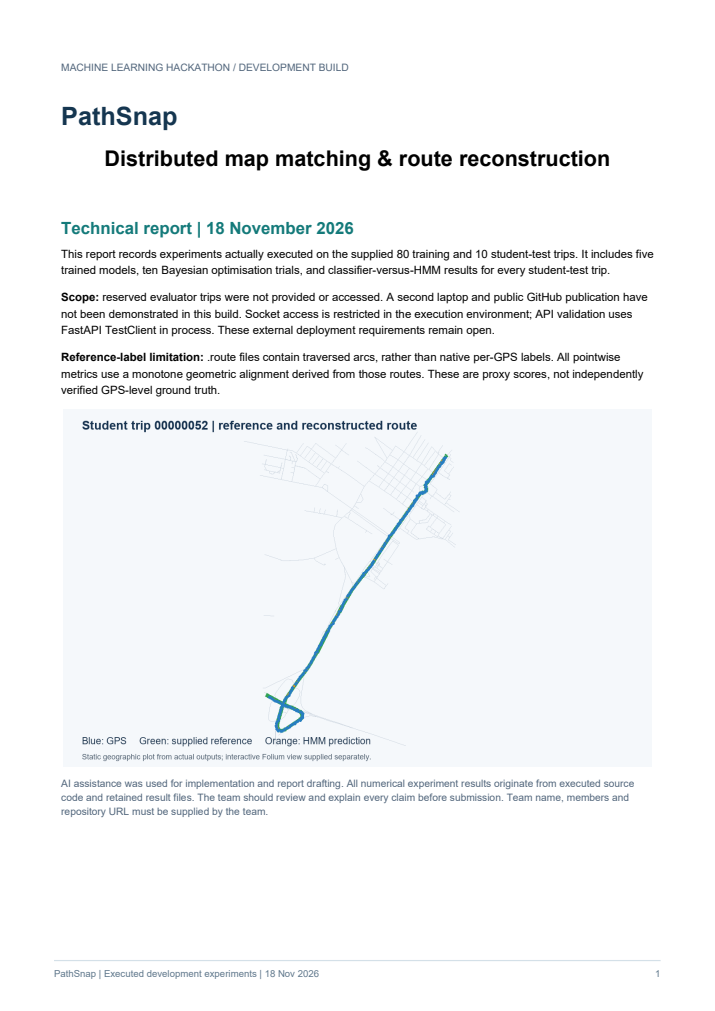 MACHINE LEARNING HACKATHON / DEVELOPMENT BUILD
PathSnap
Distributed map matching & route reconstruction
Technical report | 18 November 2026
This report records experiments actually executed on the supplied 80 training and 10 student-test trips. It includes five
trained models, ten Bayesian optimisation trials, and classifier-versus-HMM results for every student-test trip.
Scope: reserved evaluator trips were not provided or accessed. A second laptop and public GitHub publication have
not been demonstrated in this build. Socket access is restricted in the execution environment; API validation uses
FastAPI TestClient in process. These external deployment requirements remain open.
Reference-label limitation: .route files contain traversed arcs, rather than native per-GPS labels. All pointwise
metrics use a monotone geometric alignment derived from those routes. These are proxy scores, not independently
verified GPS-level ground truth.
Student trip 00000052 | reference and reconstructed route
Blue: GPS Green: supplied reference Orange: HMM prediction
Static geographic plot from actual outputs; interactive Folium view supplied separately.
AI assistance was used for implementation and report drafting. All numerical experiment results originate from executed source
code and retained result files. The team should review and explain every claim before submission. Team name, members and
repository URL must be supplied by the team.
PathSnap | Executed development experiments | 18 Nov 2026 1